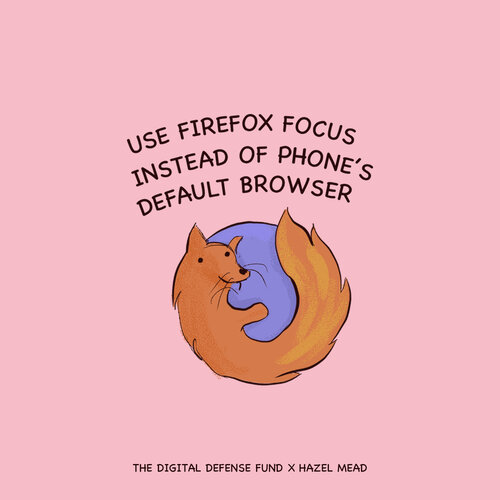 USE FIREFOX FOCUS
INSTEAD OF PHONE'S
DEFAULT BROWSER
THE DIGITAL DEFENSE FUND X HAZEL MEAD